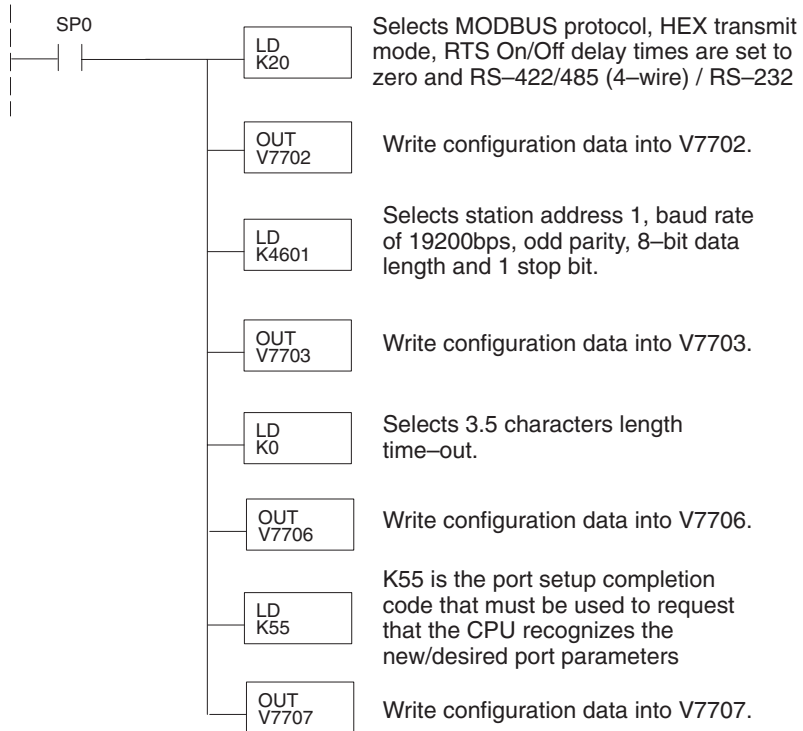 SP0
LD
K20
Selects MODBUS protocol, HEX transmit
mode, RTS On/Off delay times are set to
zero and RS–422/485 (4–wire) / RS–232
OUT
V7702
Write configuration data into V7702.
LD
K4601
Selects station address 1, baud rate
of 19200bps, odd parity, 8–bit data
length and 1 stop bit.
OUT
V7703
Write configuration data into V7703.
LD
K0
Selects 3.5 characters length
time–out.
OUT
V7706
Write configuration data into V7706.
LD
K55
K55 is the port setup completion
code that must be used to request
that the CPU recognizes the
new/desired port parameters
OUT
V7707
Write configuration data into V7707.